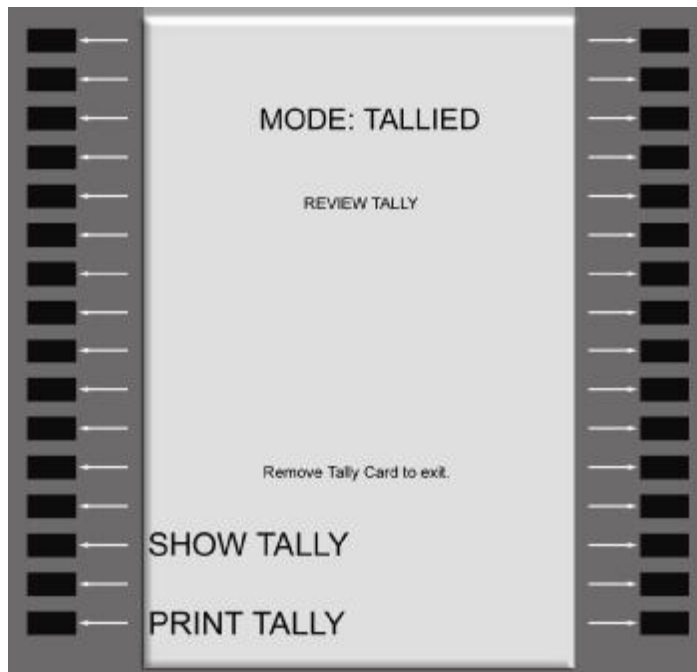 MODE: TALLIED
REVIEW TALLY
Remove Tally Card to exit.
SHOW TALLY
PRINT TALLY